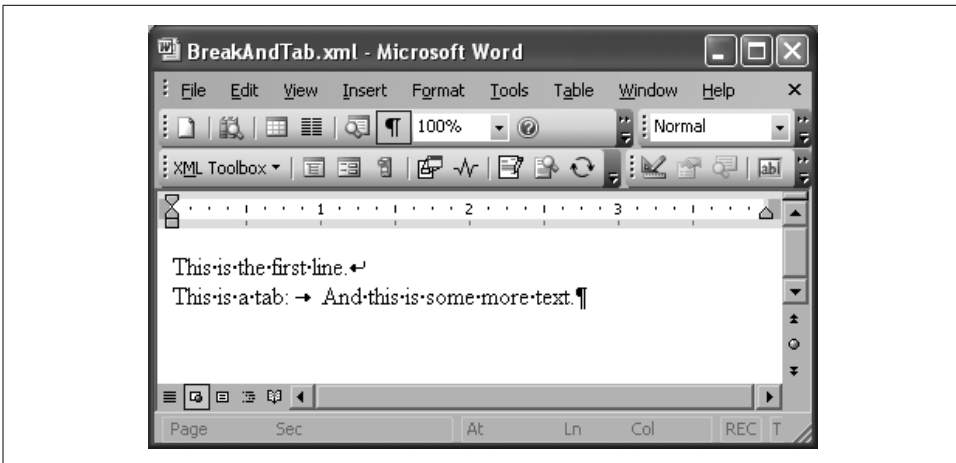 BreakAndTab.xml - Microsoft Word
File Edit View Insert Format Tools Table Window Help
100% Normal
XML Toolbox abl
1 2 3
This·is·the·first·line.↵
This·is·a·tab: → And·this·is·some·more·text.¶
Page Sec At Ln Col REC T